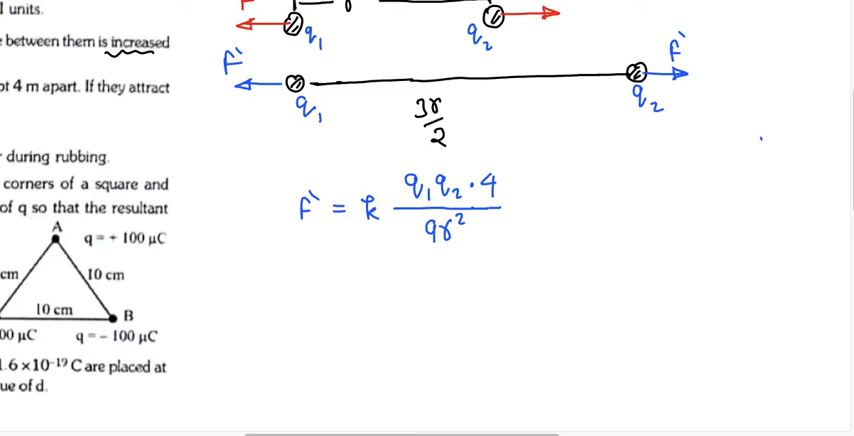 l units.
q₁
q₂
e between them is increased
F`
F`
q₁
3r/2
q₂
pt 4 m apart. If they attract
r during rubbing.
corners of a square and
of q so that the resultant
F` = k q₁q₂ · 4 / 9r²
A
q = + 100 μC
cm
10 cm
10 cm
B
00 μC
q = – 100 μC
1.6 × 10⁻¹⁹ C are placed at
ue of d.